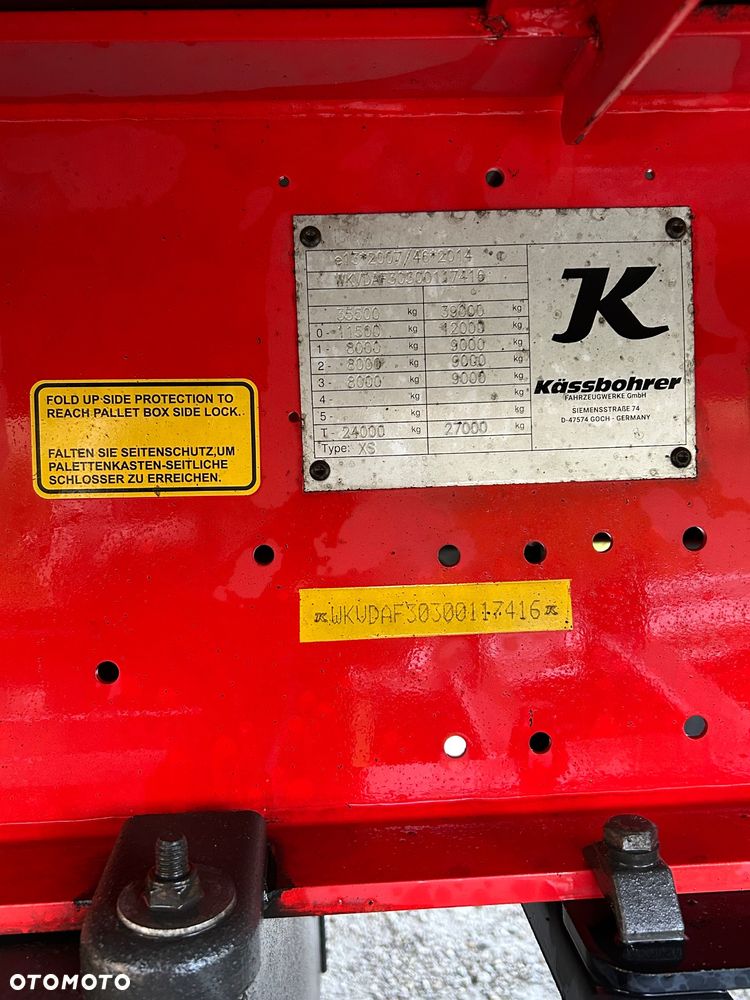 e13*2007/46*2014
WKVDAF30300117416
35500 kg 39000 kg
0- 11500 kg 12000 kg
1- 8000 kg 9000 kg
2- 8000 kg 9000 kg
3- 8000 kg 9000 kg
4- kg kg
5- kg kg
T- 24000 kg 27000 kg
Type: XS
K
Kässbohrer
FAHRZEUGWERKE GmbH
SIEMENSSTRAßE 74
D-47574 GOCH - GERMANY
FOLD UP SIDE PROTECTION TO
REACH PALLET BOX SIDE LOCK.
FALTEN SIE SEITENSCHUTZ,UM
PALETTENKASTEN-SEITLICHE
SCHLOSSER ZU ERREICHEN.
WKVDAF30300117416
OTOMOTO